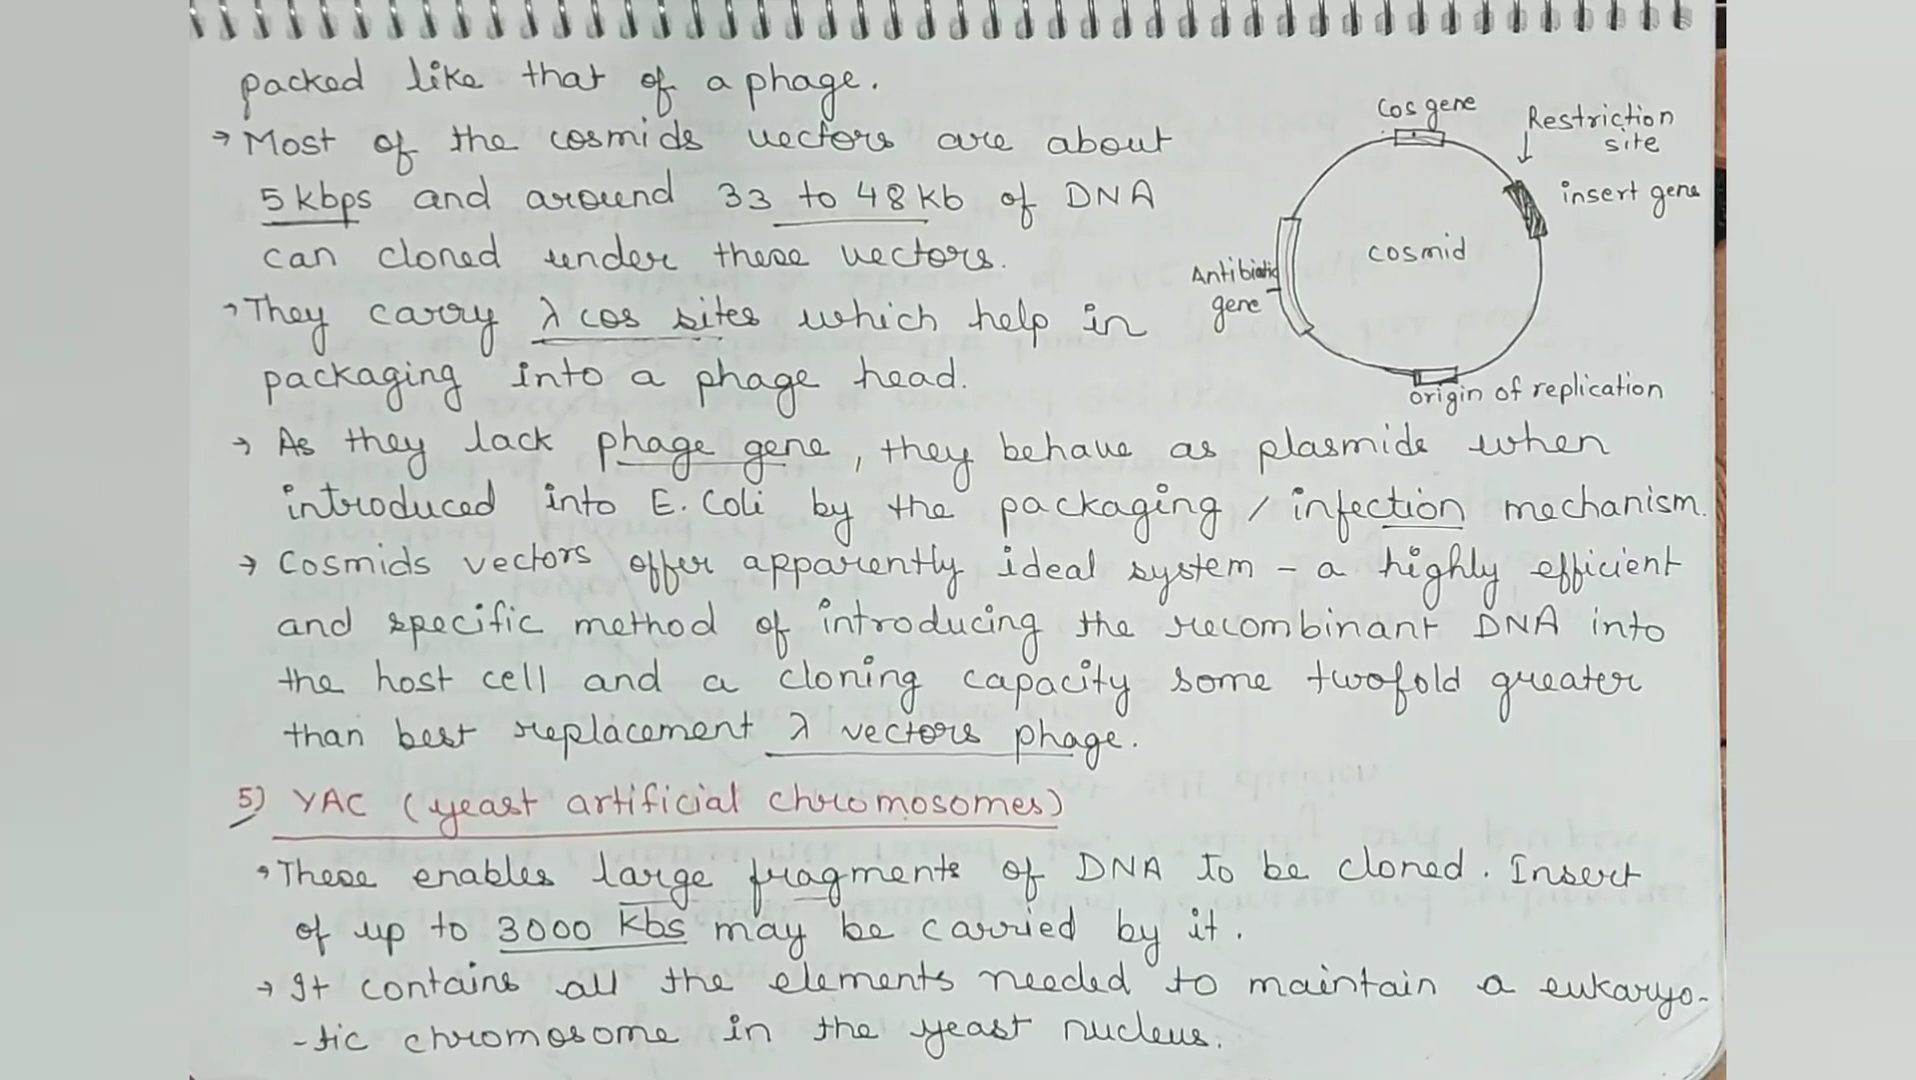 packed like that of a phage.
→ Most of the cosmids vectors are about
5 kbps and around 33 to 48 kb of DNA
can cloned under these vectors.
→ They carry λ cos sites which help in
packaging into a phage head.
Cos gene
Restriction
site
insert gene
cosmid
Antibiotic
gene
origin of replication
→ As they lack phage gene, they behave as plasmids when
introduced into E. Coli by the packaging / infection mechanism.
→ Cosmids vectors offer apparently ideal system - a highly efficient
and specific method of introducing the recombinant DNA into
the host cell and a cloning capacity some twofold greater
than best replacement λ vectors phage.
5) YAC (yeast artificial chromosomes)
→ These enables large fragments of DNA to be cloned. Insert
of up to 3000 kbs may be carried by it.
→ It contains all the elements needed to maintain a eukaryo-
-tic chromosome in the yeast nucleus.